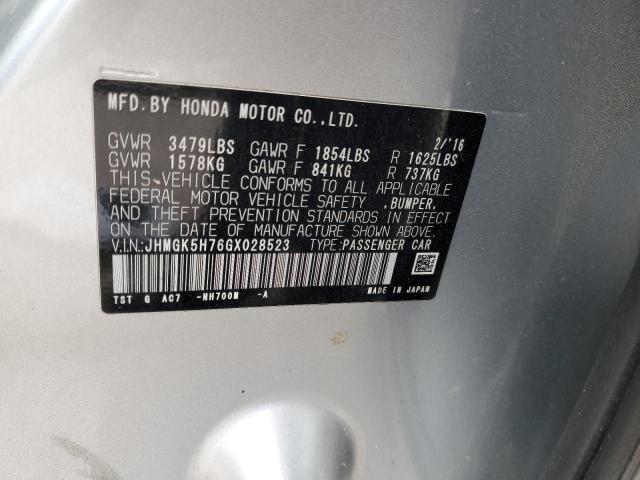 MFD.BY HONDA MOTOR CO.,LTD.
2/'16
GVWR 3479LBS GAWR F 1854LBS R 1625LBS
GVWR 1578KG GAWR F 841KG R 737KG
THIS VEHICLE CONFORMS TO ALL APPLICABLE
FEDERAL MOTOR VEHICLE SAFETY ,BUMPER,
AND THEFT PREVENTION STANDARDS IN EFFECT
ON THE DATE OF MANUFACTURE SHOWN ABOVE.
V.I.N:JHMGK5H76GX028523 TYPE:PASSENGER CAR
TST G AC7 -NH700M -A MADE IN JAPAN